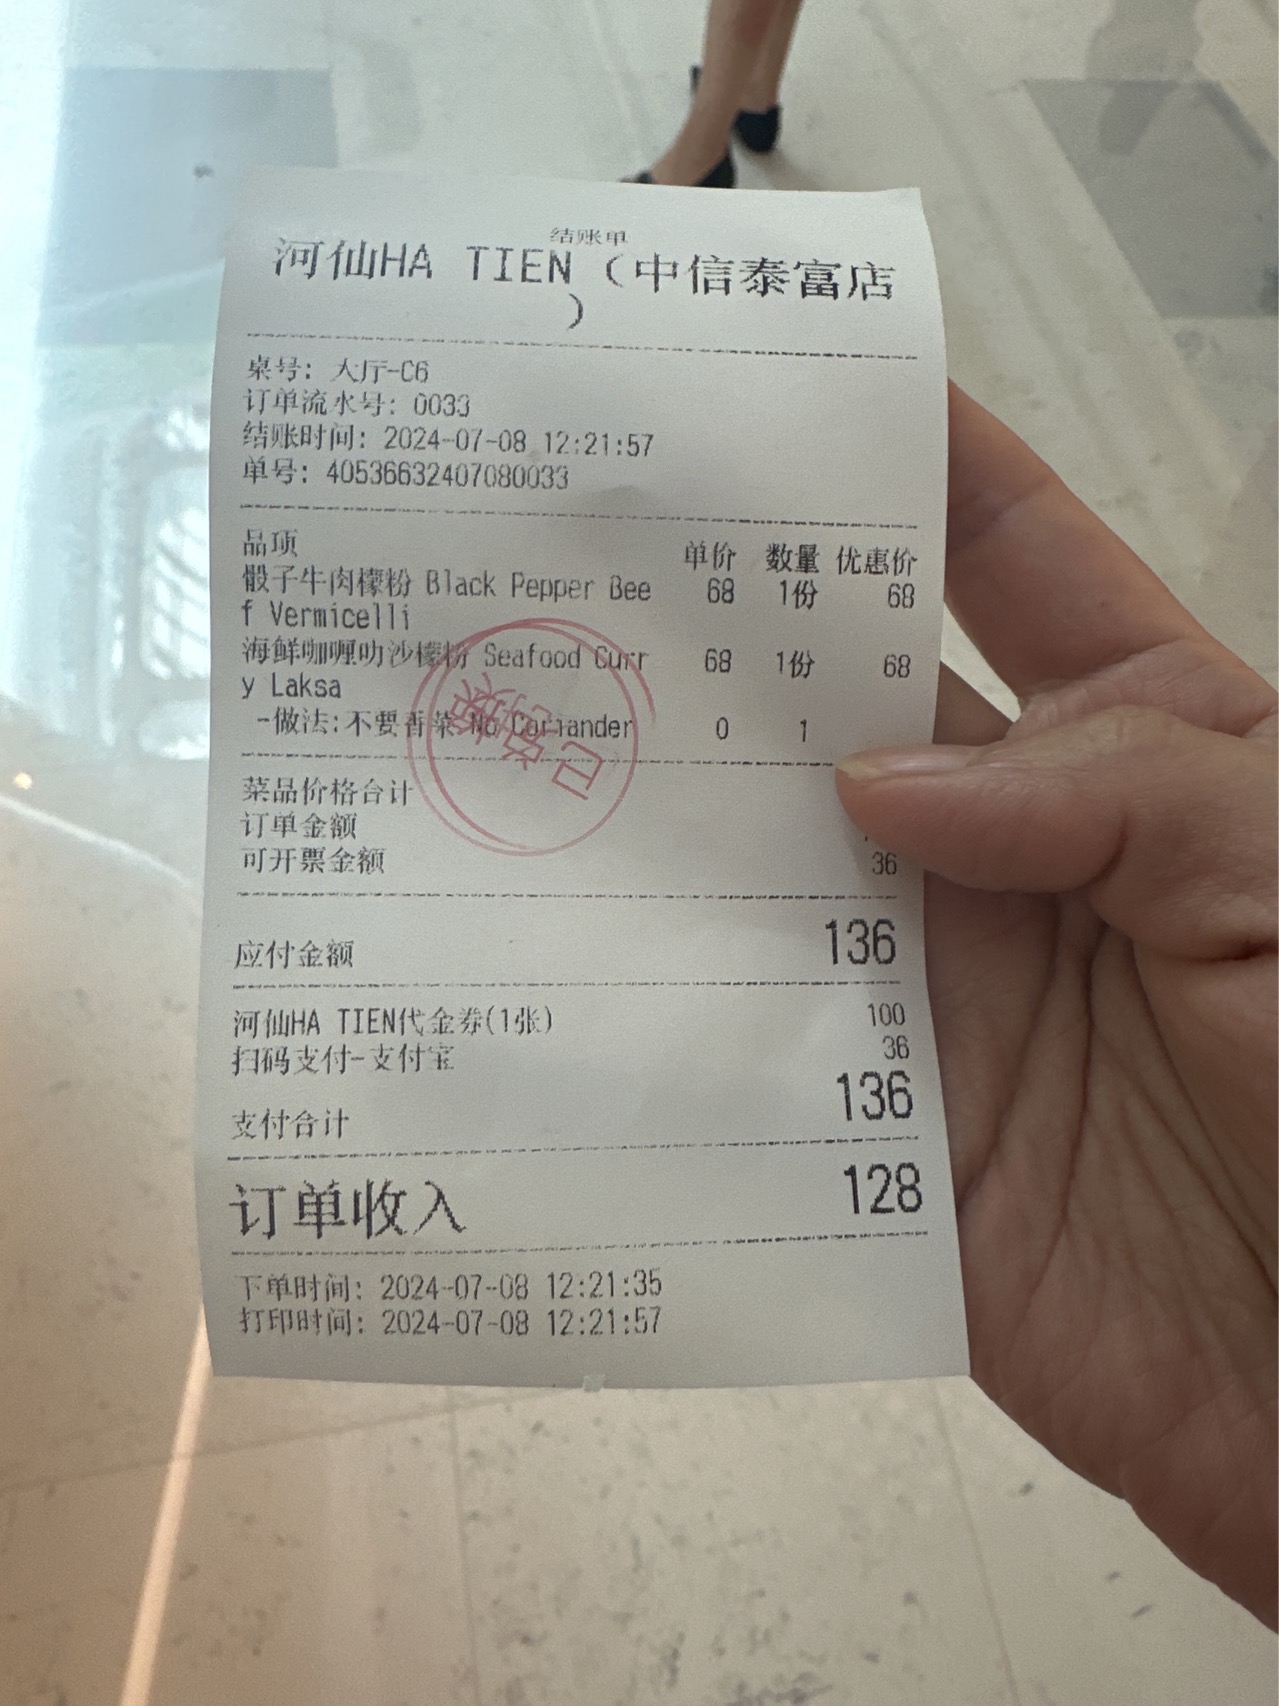 结账单
河仙HA TIEN（中信泰富店
）
桌号: 大厅-C6
订单流水号: 0033
结账时间: 2024-07-08 12:21:57
单号: 40536632407080033
品项 单价 数量 优惠价
骰子牛肉檬粉 Black Pepper Bee 68 1份 68
f Vermicelli
海鲜咖喱叻沙檬粉 Seafood Curr 68 1份 68
y Laksa
-做法:不要香菜 No Coriander 0 1
菜品价格合计
订单金额
可开票金额 36
应付金额 136
河仙HA TIEN代金券(1张) 100
扫码支付-支付宝 36
支付合计 136
订单收入 128
下单时间: 2024-07-08 12:21:35
打印时间: 2024-07-08 12:21:57